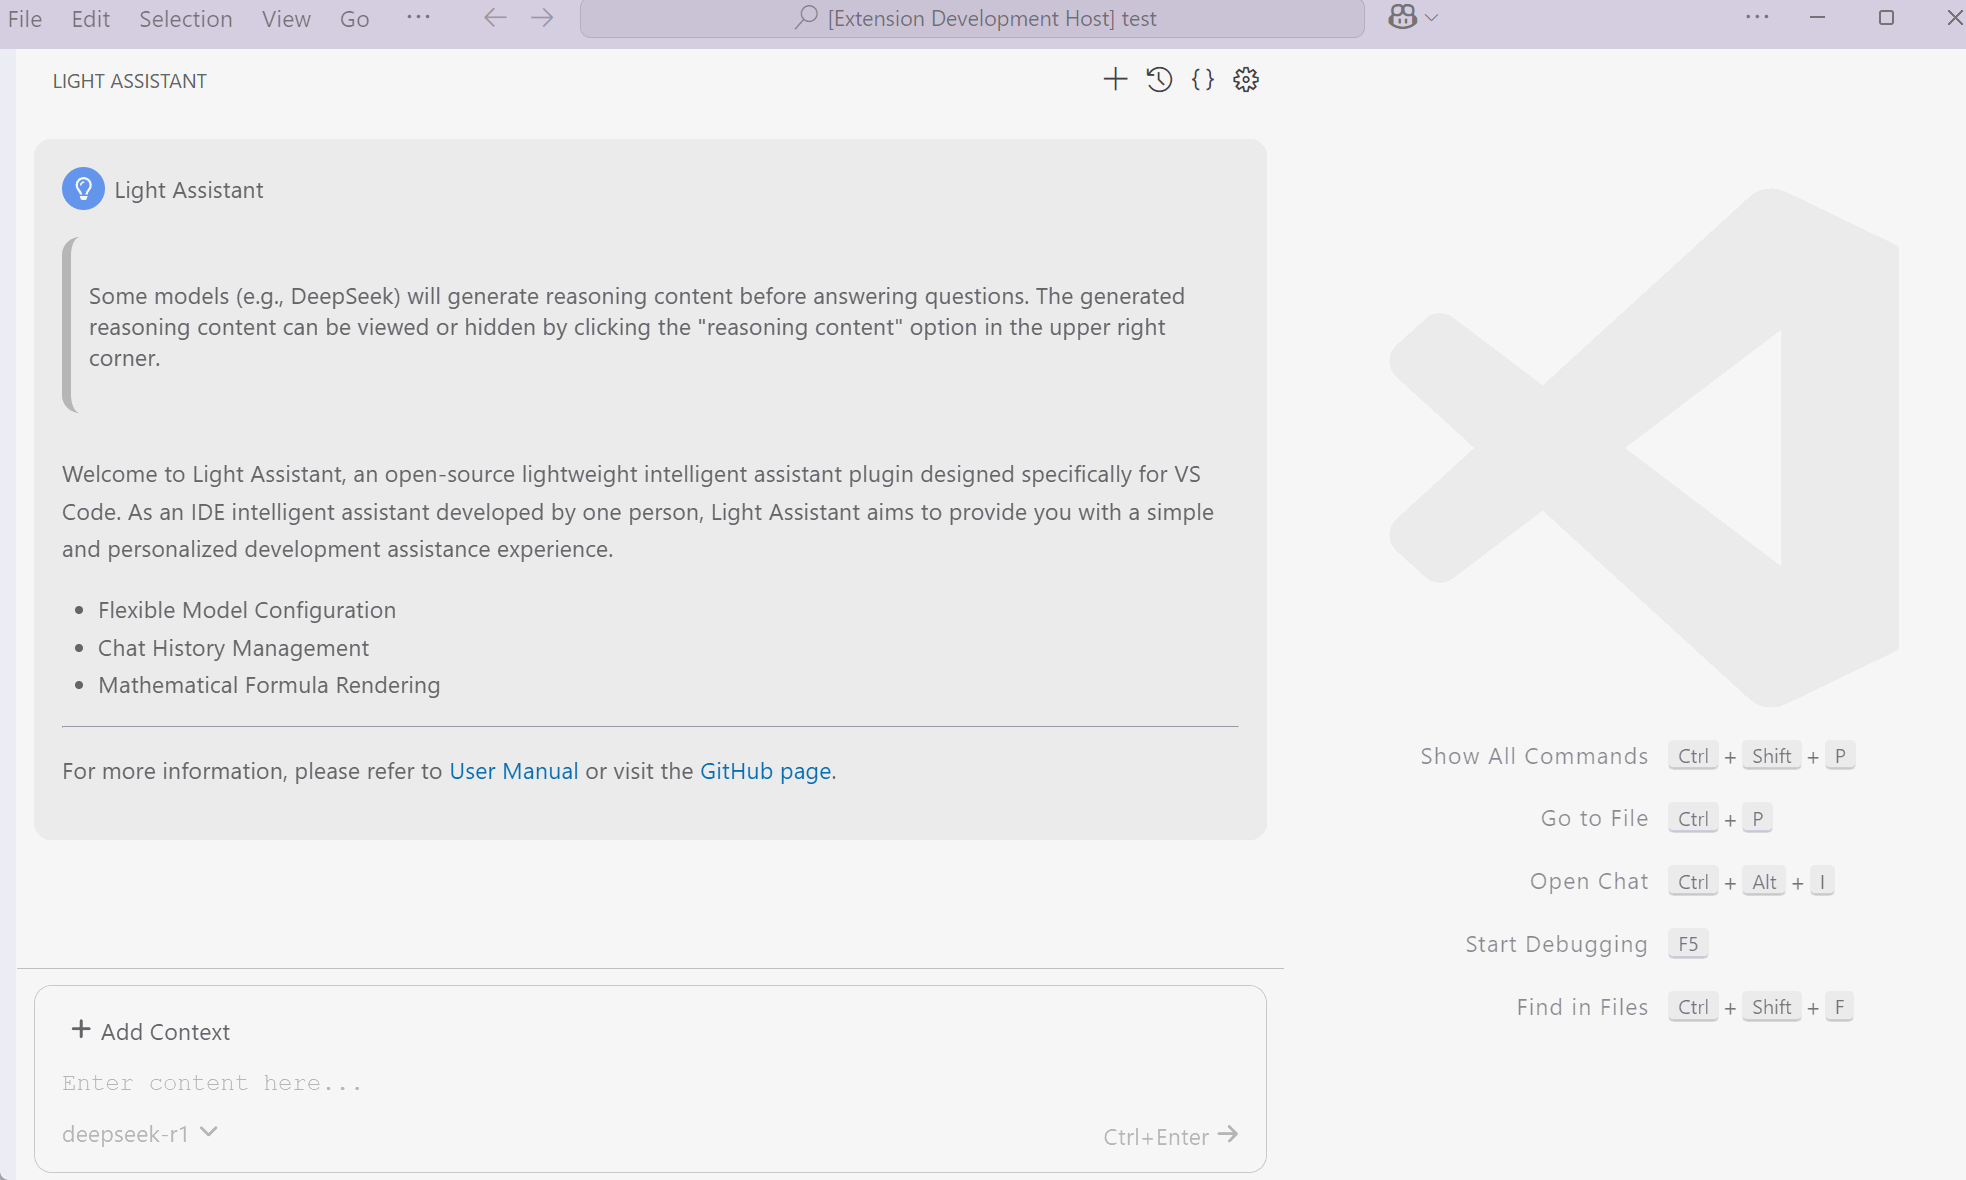 File Edit Selection View Go ··· [Extension Development Host] test ···
LIGHT ASSISTANT
Light Assistant
Some models (e.g., DeepSeek) will generate reasoning content before answering questions. The generated
reasoning content can be viewed or hidden by clicking the "reasoning content" option in the upper right
corner.
Welcome to Light Assistant, an open-source lightweight intelligent assistant plugin designed specifically for VS
Code. As an IDE intelligent assistant developed by one person, Light Assistant aims to provide you with a simple
and personalized development assistance experience.
• Flexible Model Configuration
• Chat History Management
• Mathematical Formula Rendering
For more information, please refer to User Manual or visit the GitHub page.
+ Add Context
Enter content here...
deepseek-r1
Ctrl+Enter →
Show All Commands Ctrl + Shift + P
Go to File Ctrl + P
Open Chat Ctrl + Alt + I
Start Debugging F5
Find in Files Ctrl + Shift + F